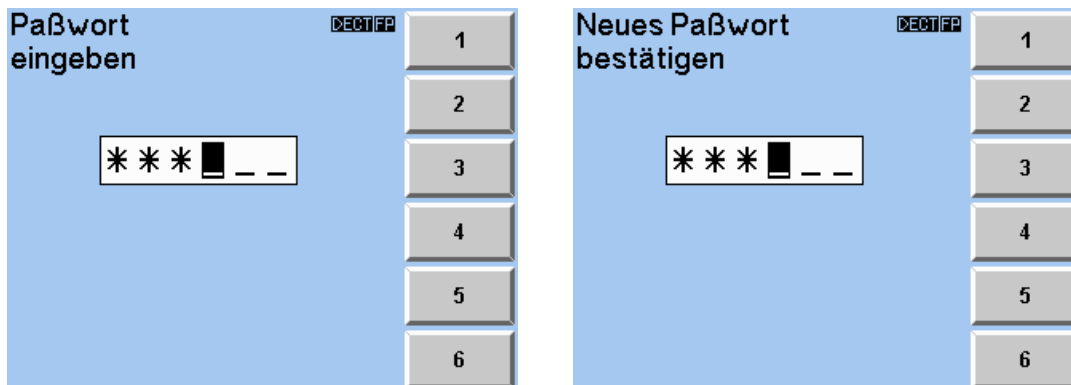 Paßwort
eingeben
DECT FP
1
2
3
* * * _ _ _
4
5
6
Neues Paßwort
bestätigen
DECT FP
1
2
3
* * * _ _ _
4
5
6